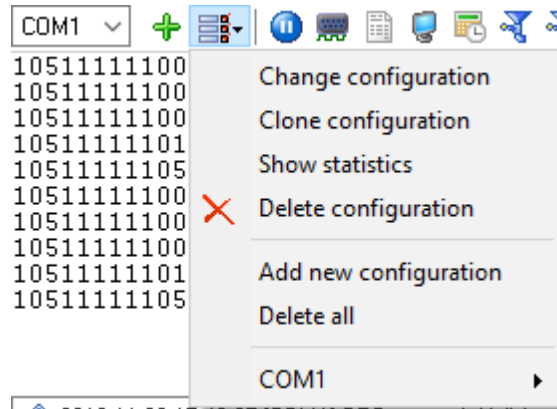 COM1
10511111100
10511111100
10511111100
10511111101
10511111105
10511111100
10511111100
10511111100
10511111101
10511111105
Change configuration
Clone configuration
Show statistics
Delete configuration
Add new configuration
Delete all
COM1